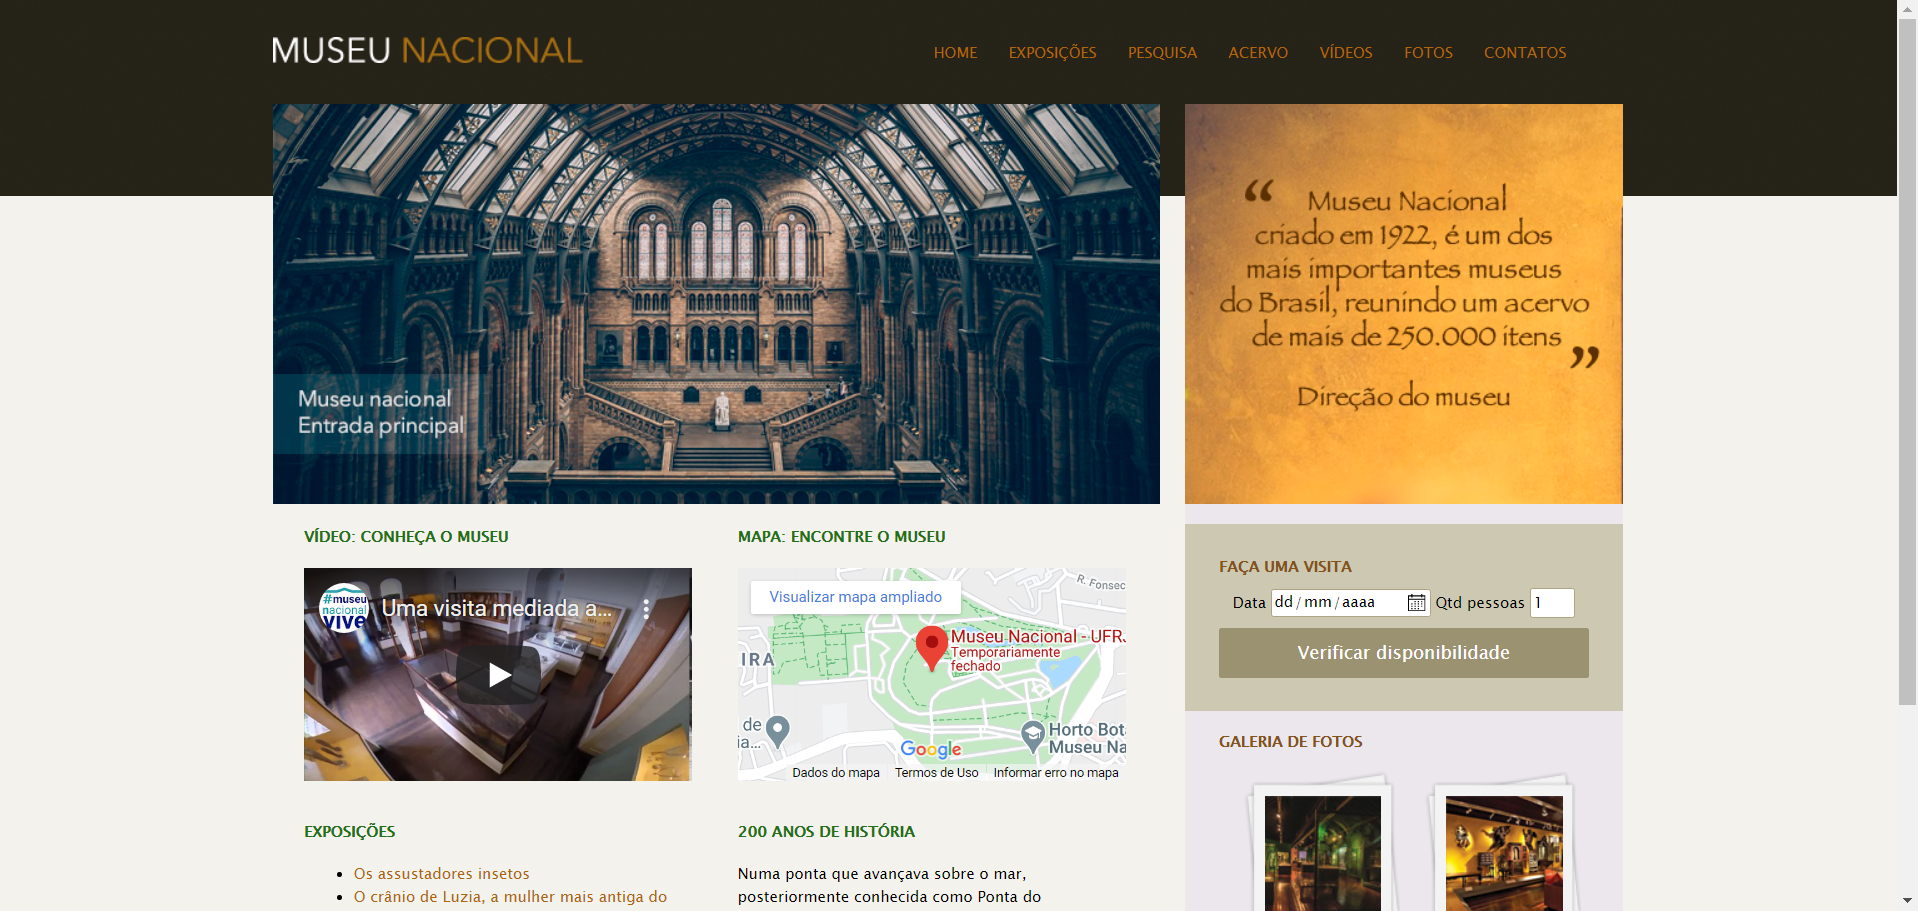 MUSEU NACIONAL
HOME EXPOSIÇÕES PESQUISA ACERVO VÍDEOS FOTOS CONTATOS
Museu nacional
Entrada principal
“ Museu Nacional
criado em 1922, é um dos
mais importantes museus
do Brasil, reunindo um acervo
de mais de 250.000 itens ”
Direção do museu
VÍDEO: CONHEÇA O MUSEU
#museu
nacional
vive
Uma visita mediada a...
MAPA: ENCONTRE O MUSEU
Visualizar mapa ampliado
R. Fonsec
Museu Nacional - UFRJ
Temporariamente
fechado
IRA
de
ia...
Horto Bot
Museu Na
Google
Dados do mapa Termos de Uso Informar erro no mapa
FAÇA UMA VISITA
Data dd/mm/aaaa Qtd pessoas 1
Verificar disponibilidade
GALERIA DE FOTOS
EXPOSIÇÕES
Os assustadores insetos
O crânio de Luzia, a mulher mais antiga do
200 ANOS DE HISTÓRIA
Numa ponta que avançava sobre o mar,
posteriormente conhecida como Ponta do